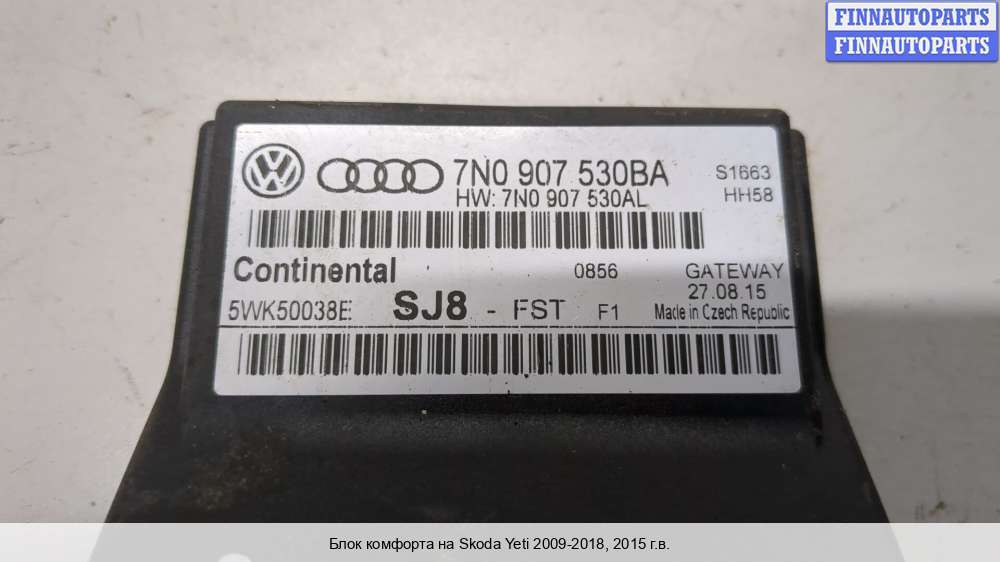 FINNAUTOPARTS
FINNAUTOPARTS
7N0 907 530BA
S1663
HW: 7N0 907 530AL
HH58
Continental
0856
GATEWAY
27.08.15
5WK50038E
SJ8 - FST F1
Made in Czech Republic
Блок комфорта на Skoda Yeti 2009-2018, 2015 г.в.